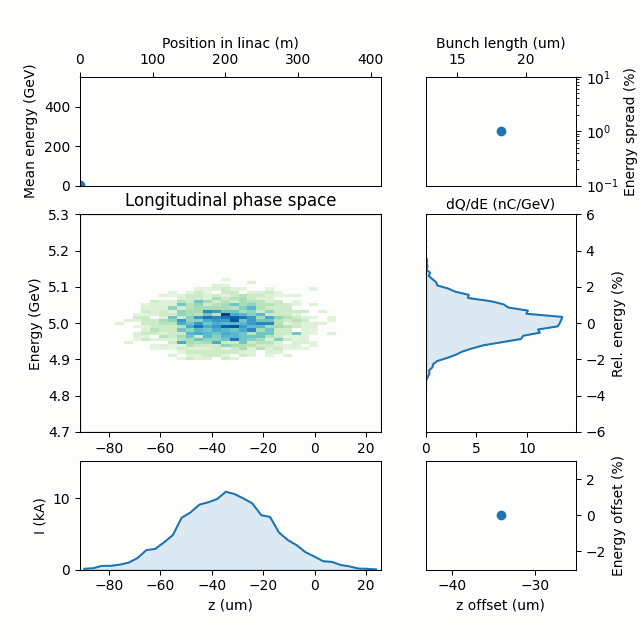 Position in linac (m)
0 100 200 300 400
Mean energy (GeV)
400
200
0
Bunch length (um)
15 20
Energy spread (%)
10¹
10⁰
10⁻¹
Longitudinal phase space
Energy (GeV)
5.3
5.2
5.1
5.0
4.9
4.8
4.7
−80 −60 −40 −20 0 20
dQ/dE (nC/GeV)
Rel. energy (%)
6
4
2
0
−2
−4
−6
0 5 10
I (kA)
10
0
−80 −60 −40 −20 0 20
z (um)
Energy offset (%)
2
0
−2
−40 −30
z offset (um)